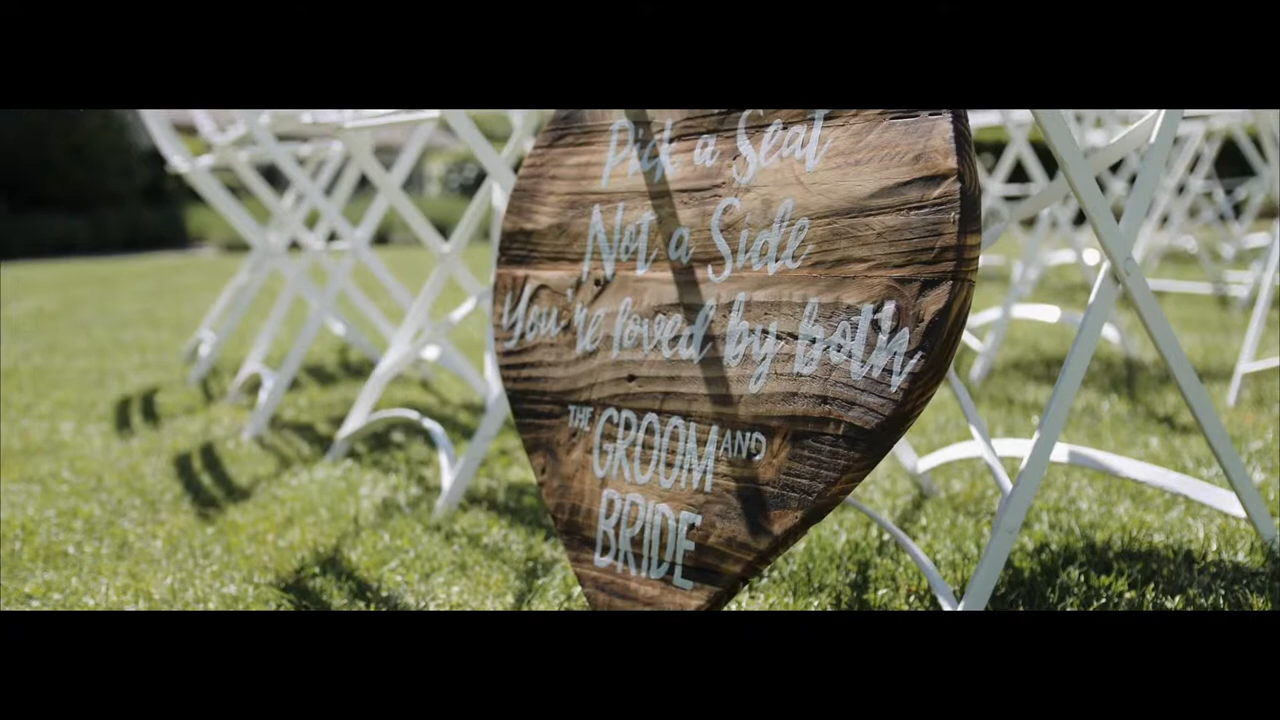 Pick a Seat
Not a Side
You're loved by both
THE GROOM AND
BRIDE